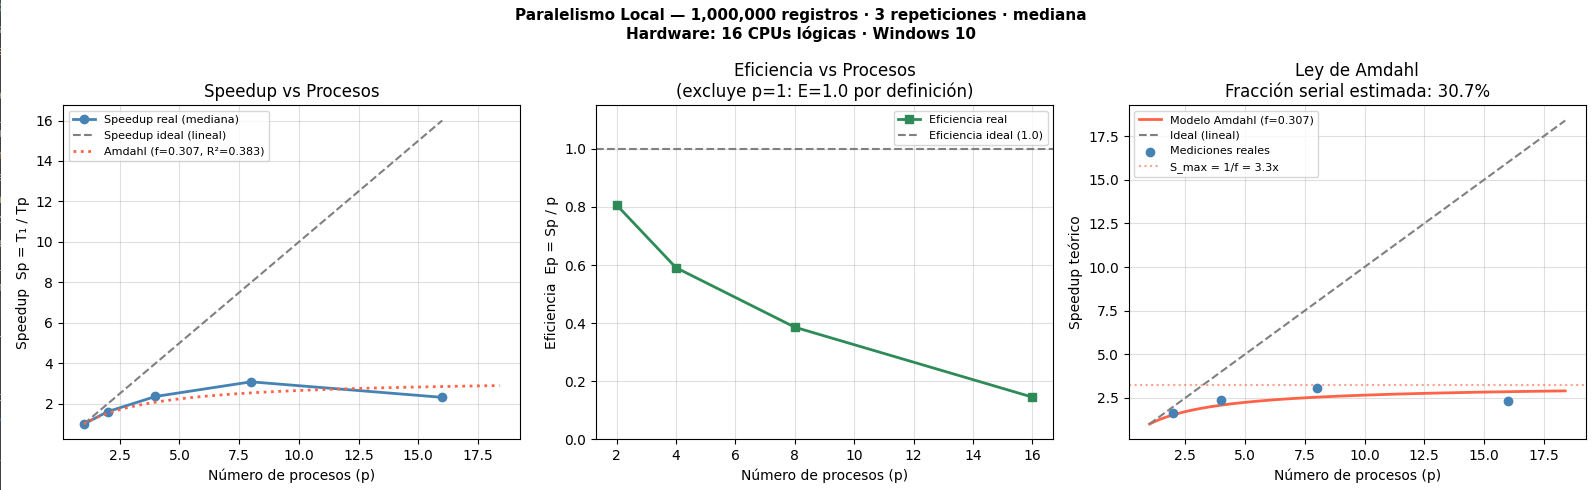 Paralelismo Local — 1,000,000 registros · 3 repeticiones · mediana
Hardware: 16 CPUs lógicas · Windows 10
Speedup vs Procesos
Speedup real (mediana)
Speedup ideal (lineal)
Amdahl (f=0.307, R²=0.383)
Speedup Sp = T₁ / Tp
16
14
12
10
8
6
4
2
2.5 5.0 7.5 10.0 12.5 15.0 17.5
Número de procesos (p)
Eficiencia vs Procesos
(excluye p=1: E=1.0 por definición)
Eficiencia real
Eficiencia ideal (1.0)
Eficiencia Ep = Sp / p
1.0
0.8
0.6
0.4
0.2
0.0
2 4 6 8 10 12 14 16
Número de procesos (p)
Ley de Amdahl
Fracción serial estimada: 30.7%
Modelo Amdahl (f=0.307)
Ideal (lineal)
Mediciones reales
S_max = 1/f = 3.3x
Speedup teórico
17.5
15.0
12.5
10.0
7.5
5.0
2.5
2.5 5.0 7.5 10.0 12.5 15.0 17.5
Número de procesos (p)